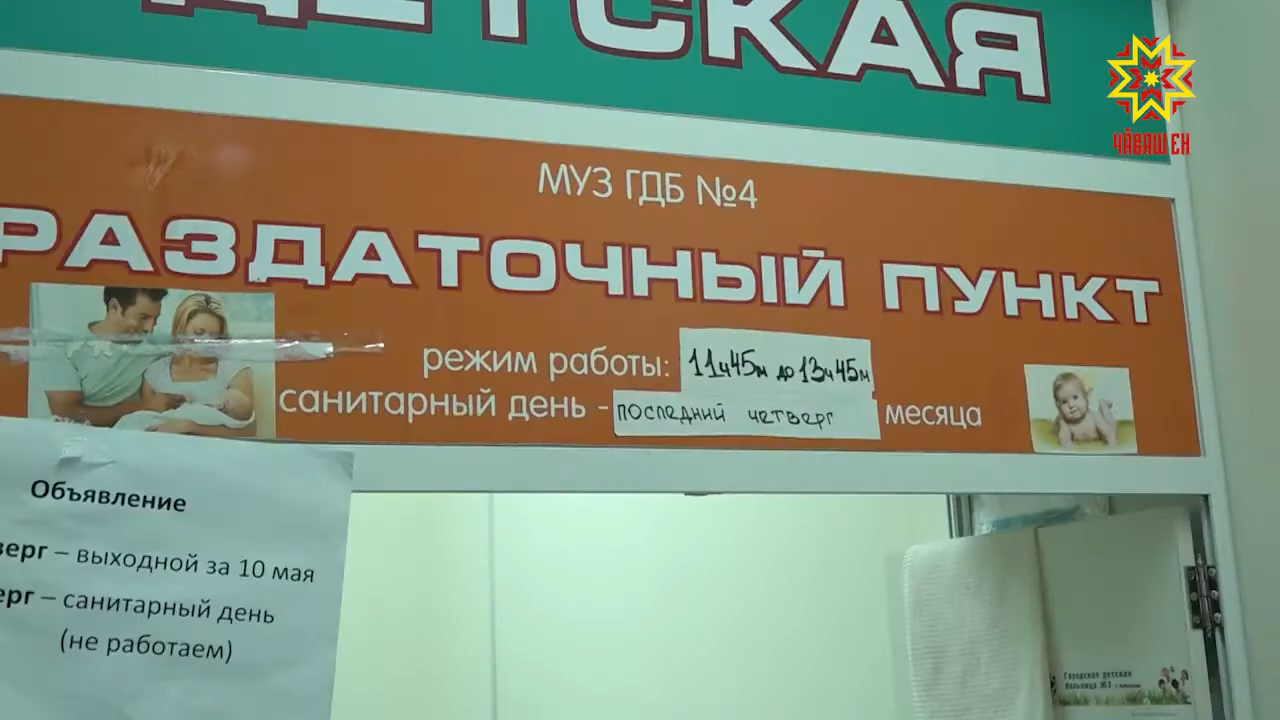 ДЕТСКАЯ
ЧӐВАШ ЕН
МУЗ ГДБ №4
РАЗДАТОЧНЫЙ ПУНКТ
режим работы: 11ч45м до 13ч45м
санитарный день - последний четверг месяца
Объявление
верг – выходной за 10 мая
ерг – санитарный день
(не работаем)
Городская детская
больница №3